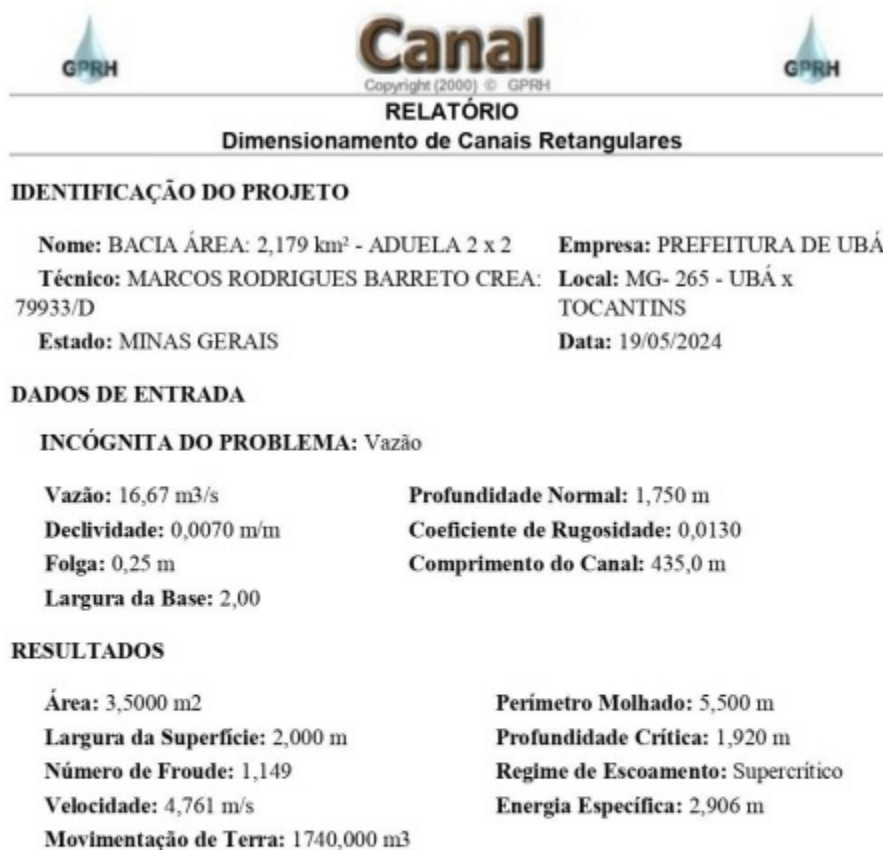 GPRH
Canal
GPRH
Copyright (2000) © GPRH
RELATÓRIO
Dimensionamento de Canais Retangulares
IDENTIFICAÇÃO DO PROJETO
Nome: BACIA ÁREA: 2,179 km² - ADUELA 2 x 2 Empresa: PREFEITURA DE UBÁ
Técnico: MARCOS RODRIGUES BARRETO CREA: Local: MG- 265 - UBÁ x
79933/D TOCANTINS
Estado: MINAS GERAIS Data: 19/05/2024
DADOS DE ENTRADA
INCÓGNITA DO PROBLEMA: Vazão
Vazão: 16,67 m3/s Profundidade Normal: 1,750 m
Declividade: 0,0070 m/m Coeficiente de Rugosidade: 0,0130
Folga: 0,25 m Comprimento do Canal: 435,0 m
Largura da Base: 2,00
RESULTADOS
Área: 3,5000 m2 Perímetro Molhado: 5,500 m
Largura da Superfície: 2,000 m Profundidade Crítica: 1,920 m
Número de Froude: 1,149 Regime de Escoamento: Supercrítico
Velocidade: 4,761 m/s Energia Específica: 2,906 m
Movimentação de Terra: 1740,000 m3